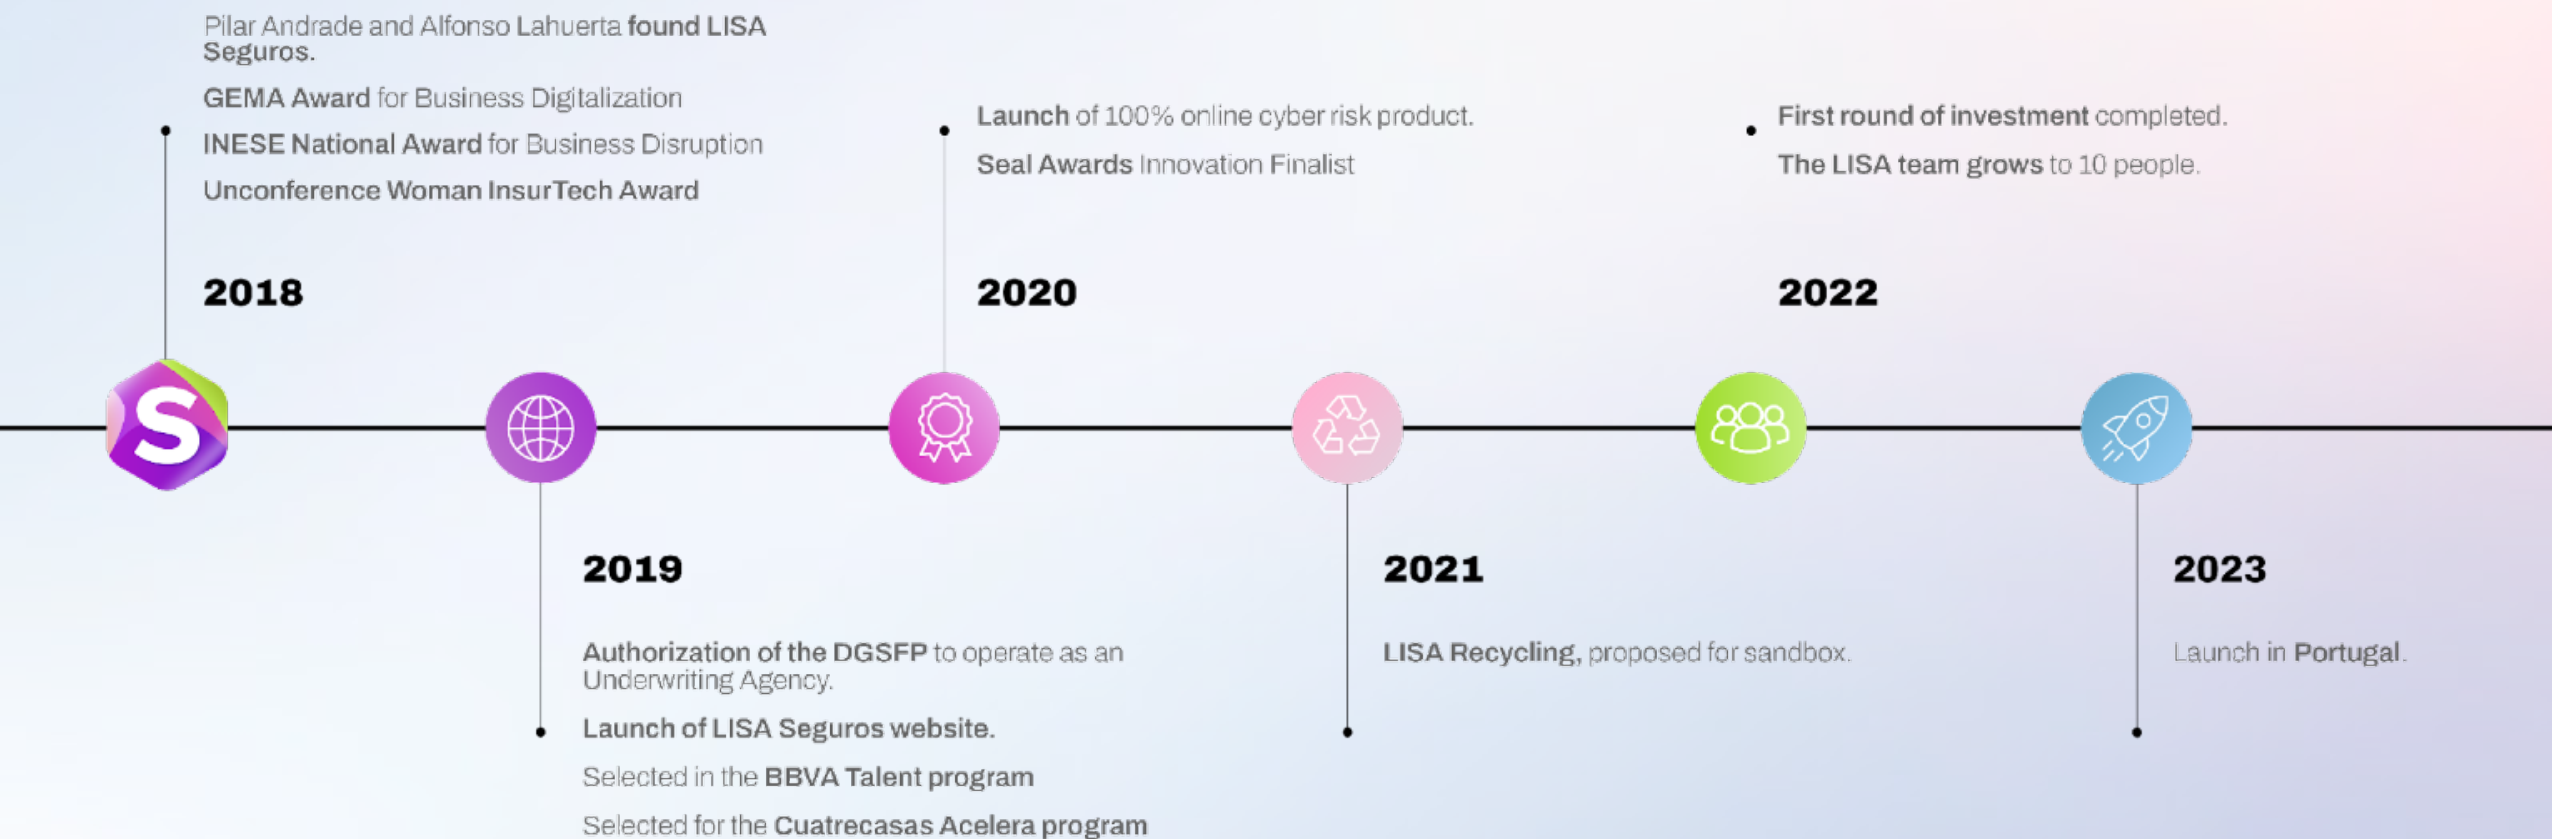 Pilar Andrade and Alfonso Lahuerta found LISA
Seguros.
GEMA Award for Business Digitalization
INESE National Award for Business Disruption
Unconference Woman InsurTech Award
2018
Launch of 100% online cyber risk product.
Seal Awards Innovation Finalist
2020
First round of investment completed.
The LISA team grows to 10 people.
2022
S
2019
Authorization of the DGSFP to operate as an
Underwriting Agency.
Launch of LISA Seguros website.
Selected in the BBVA Talent program
Selected for the Cuatrecasas Acelera program
2021
LISA Recycling, proposed for sandbox.
2023
Launch in Portugal.